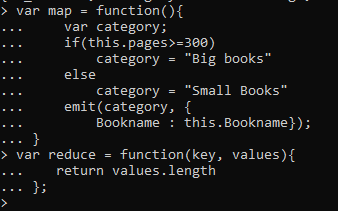 > var map = function(){
...     var category;
...     if(this.pages>=300)
...         category = "Big books"
...     else
...         category = "Small Books"
...     emit(category, {
...         Bookname : this.Bookname});
... }
> var reduce = function(key, values){
...    return values.length
... };
>